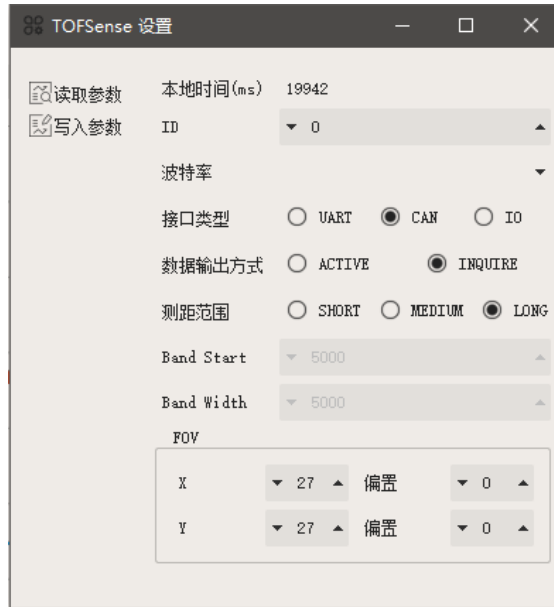 TOFSense 设置
读取参数
写入参数
本地时间(ms) 19942
ID 0
波特率
接口类型 UART CAN IO
数据输出方式 ACTIVE INQUIRE
测距范围 SHORT MEDIUM LONG
Band Start 5000
Band Width 5000
FOV
X 27 偏置 0
Y 27 偏置 0